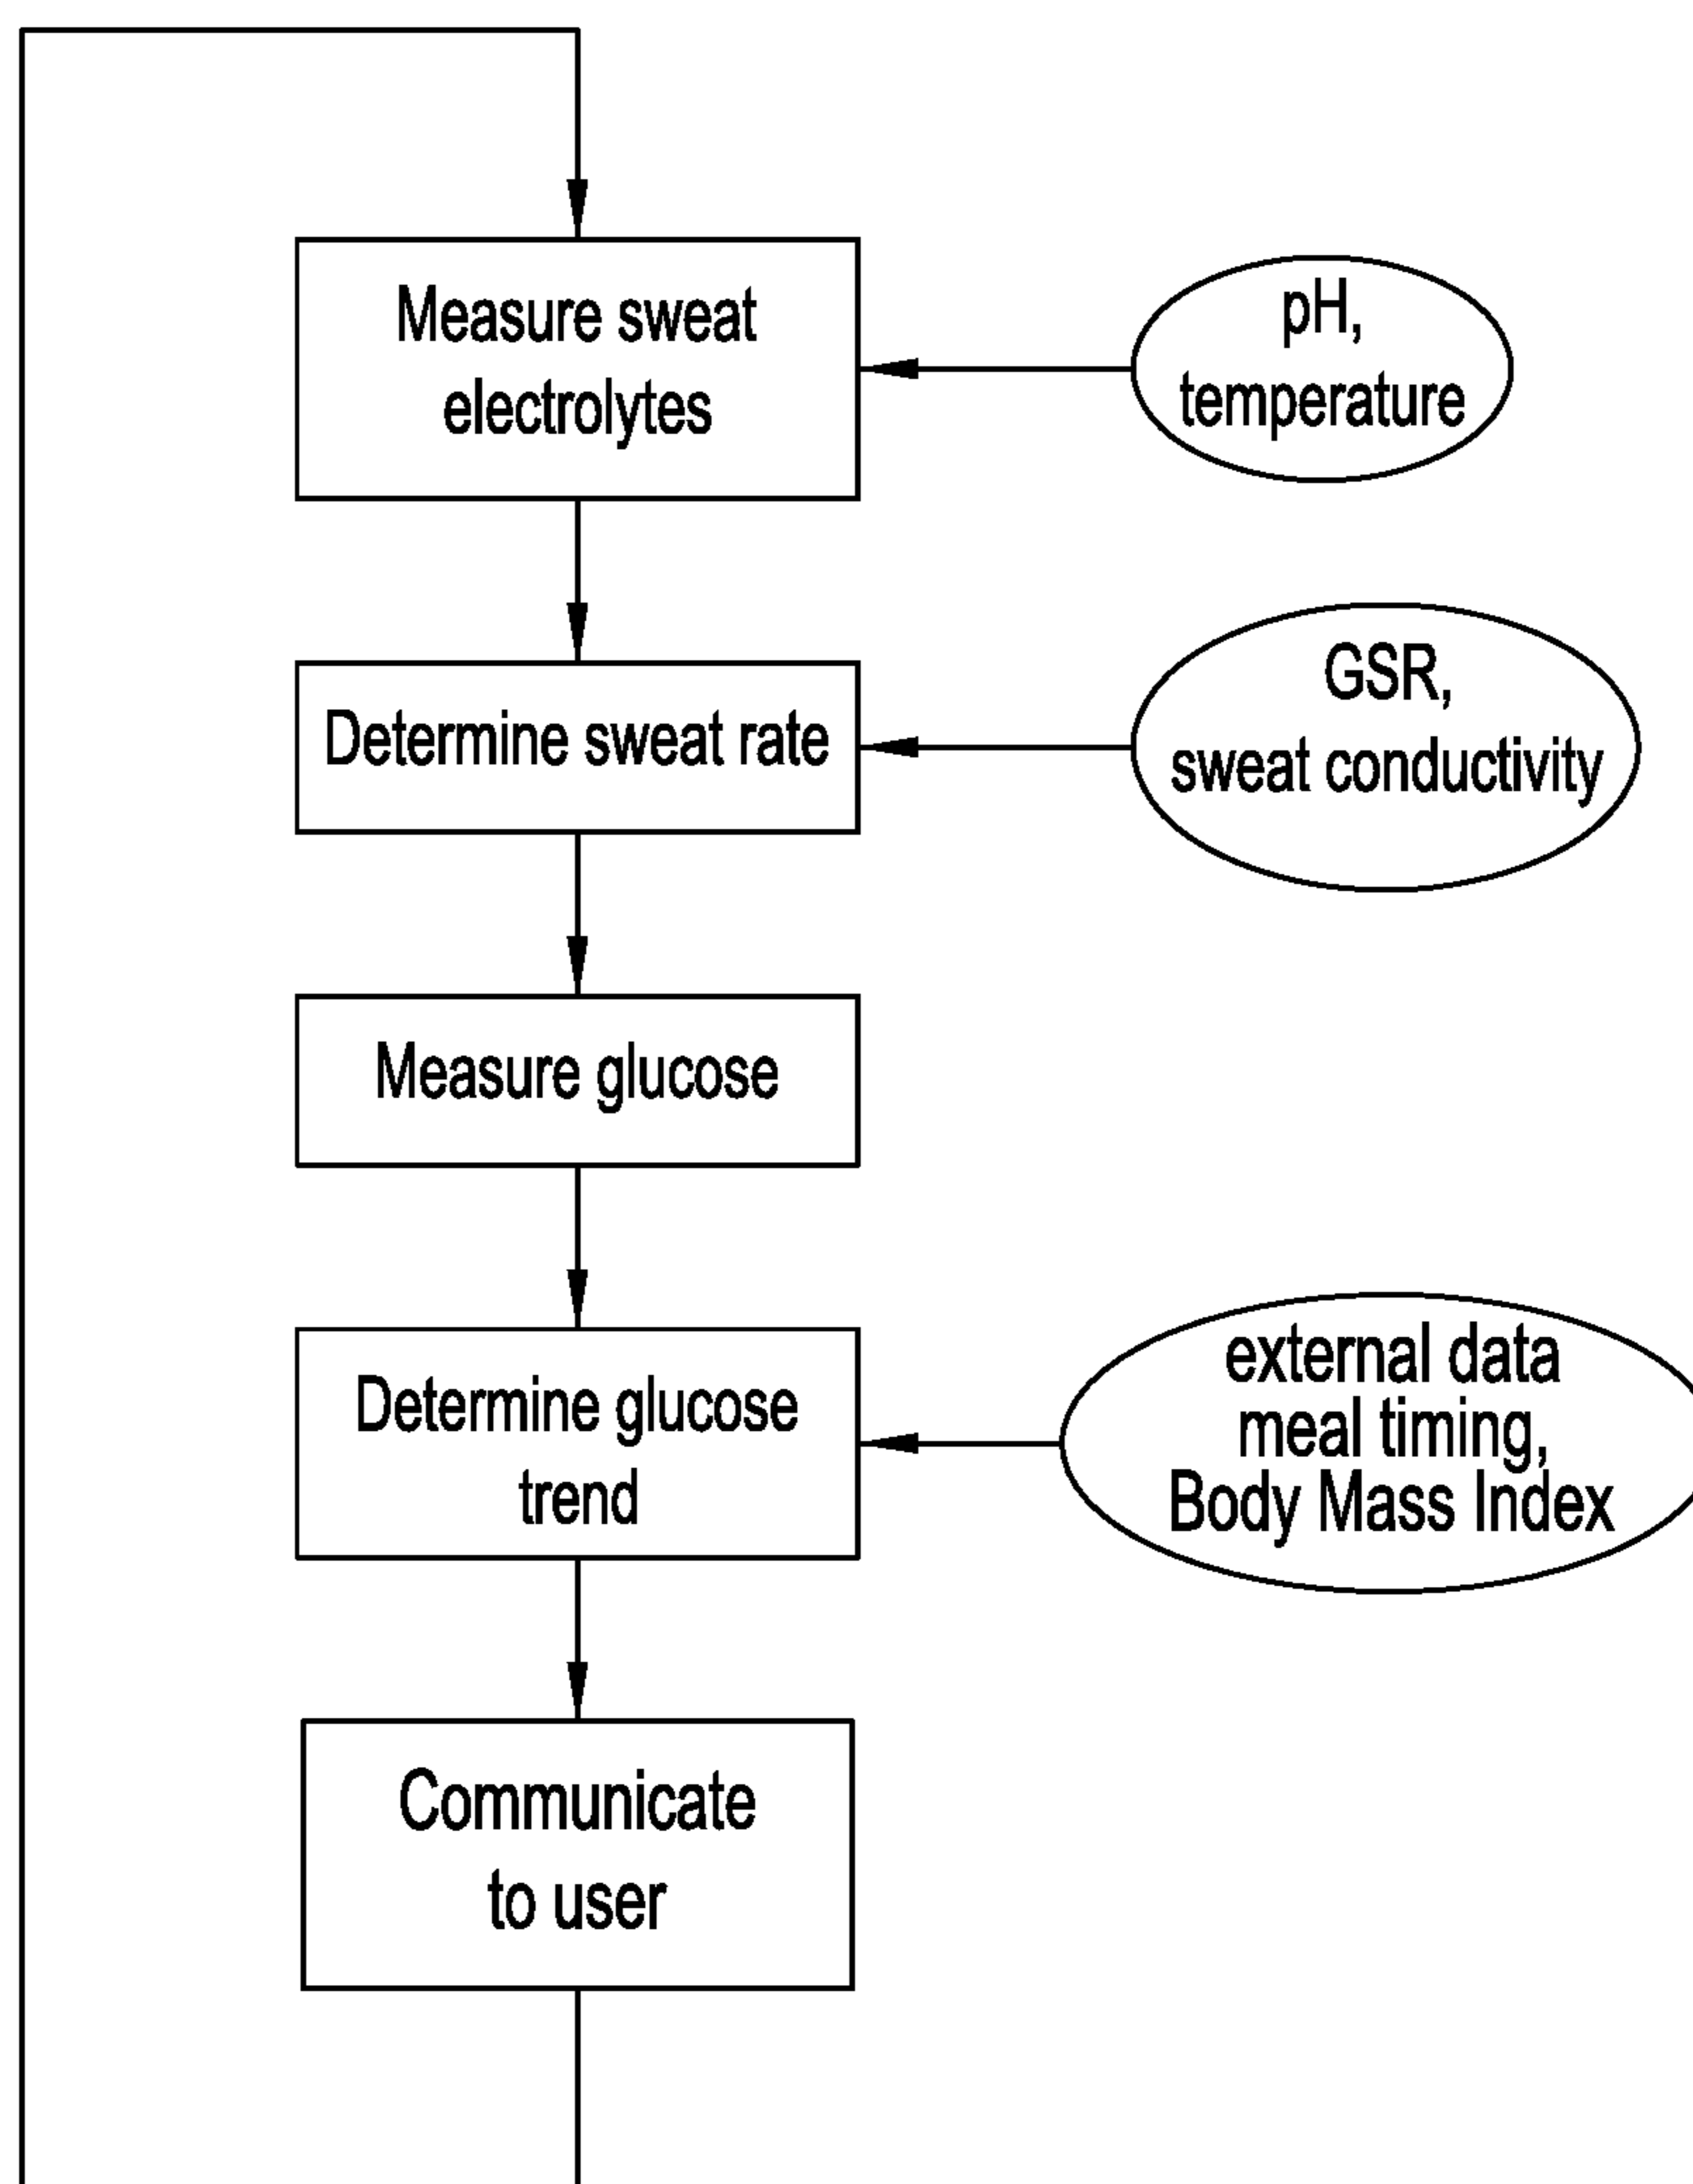 Measure sweat
electrolytes
pH,
temperature
Determine sweat rate
GSR,
sweat conductivity
Measure glucose
Determine glucose
trend
external data
meal timing,
Body Mass Index
Communicate
to user